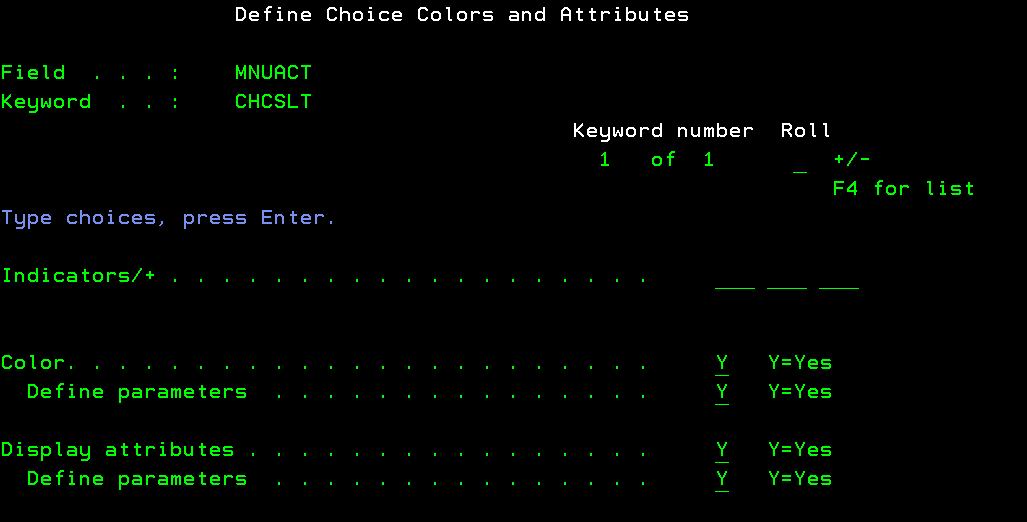 Define Choice Colors and Attributes
Field . . . : MNUACT
Keyword . . : CHCSLT
Keyword number Roll
1 of 1 _ +/-
F4 for list
Type choices, press Enter.
Indicators/+ . . . . . . . . . . . . . . . . . . . ___ ___ ___
Color. . . . . . . . . . . . . . . . . . . . . . . Y Y=Yes
Define parameters . . . . . . . . . . . . . . . Y Y=Yes
Display attributes . . . . . . . . . . . . . . . . Y Y=Yes
Define parameters . . . . . . . . . . . . . . . Y Y=Yes